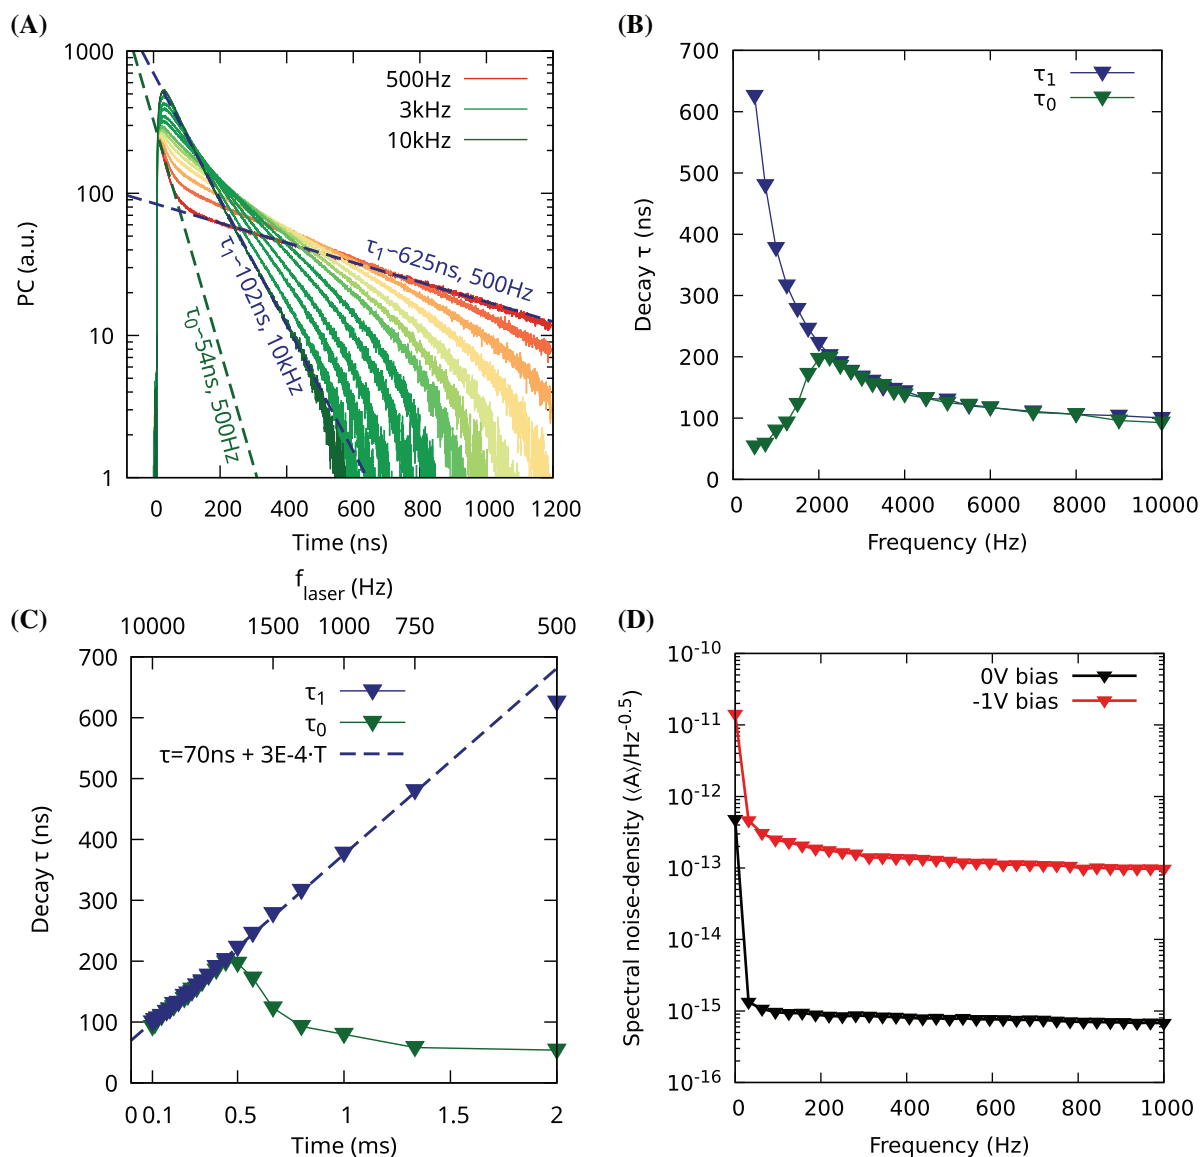 (A)
1000
100
10
1
PC (a.u.)
500Hz
3kHz
10kHz
τ1~625ns, 500Hz
τ1~102ns, 10kHz
τ0~54ns, 500Hz
0 200 400 600 800 1000 1200
Time (ns)
(B)
700
600
500
400
300
200
100
0
Decay τ (ns)
τ1
τ0
0 2000 4000 6000 8000 10000
Frequency (Hz)
(C)
flaser (Hz)
10000 1500 1000 750 500
700
600
500
400
300
200
100
0
Decay τ (ns)
τ1
τ0
τ=70ns + 3E-4·T
0 0.1 0.5 1 1.5 2
Time (ms)
(D)
10-10
10-11
10-12
10-13
10-14
10-15
10-16
Spectral noise-density (⟨A⟩/Hz-0.5)
0V bias
-1V bias
0 200 400 600 800 1000
Frequency (Hz)